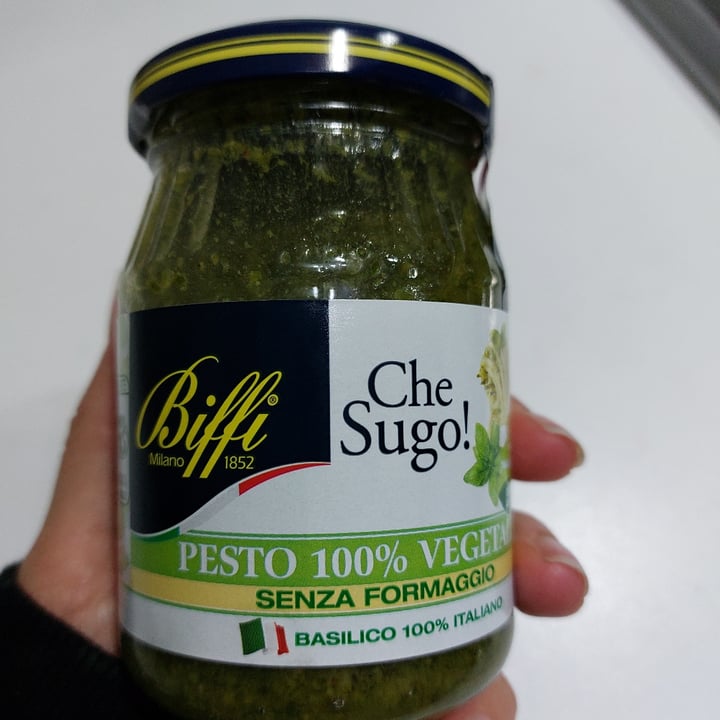 Biffi®
Milano 1852
Che
Sugo!
PESTO 100% VEGETA
SENZA FORMAGGIO
BASILICO 100% ITALIANO